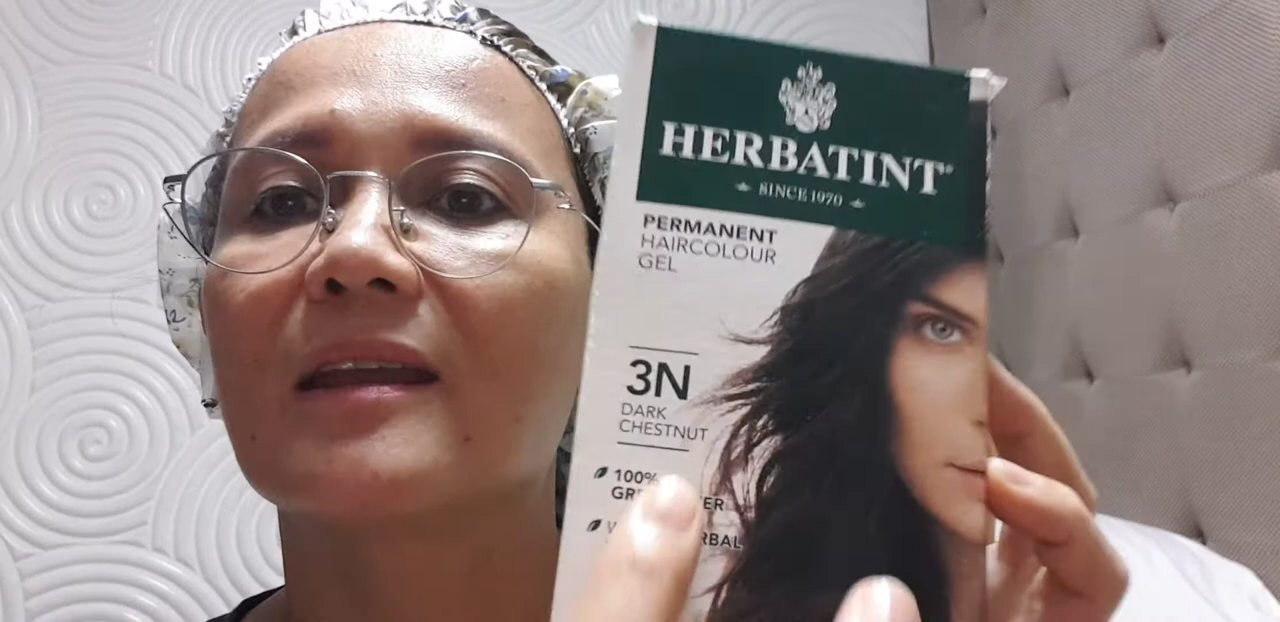 HERBATINT
SINCE 1970
PERMANENT
HAIRCOLOUR
GEL
3N
DARK
CHESTNUT
100%